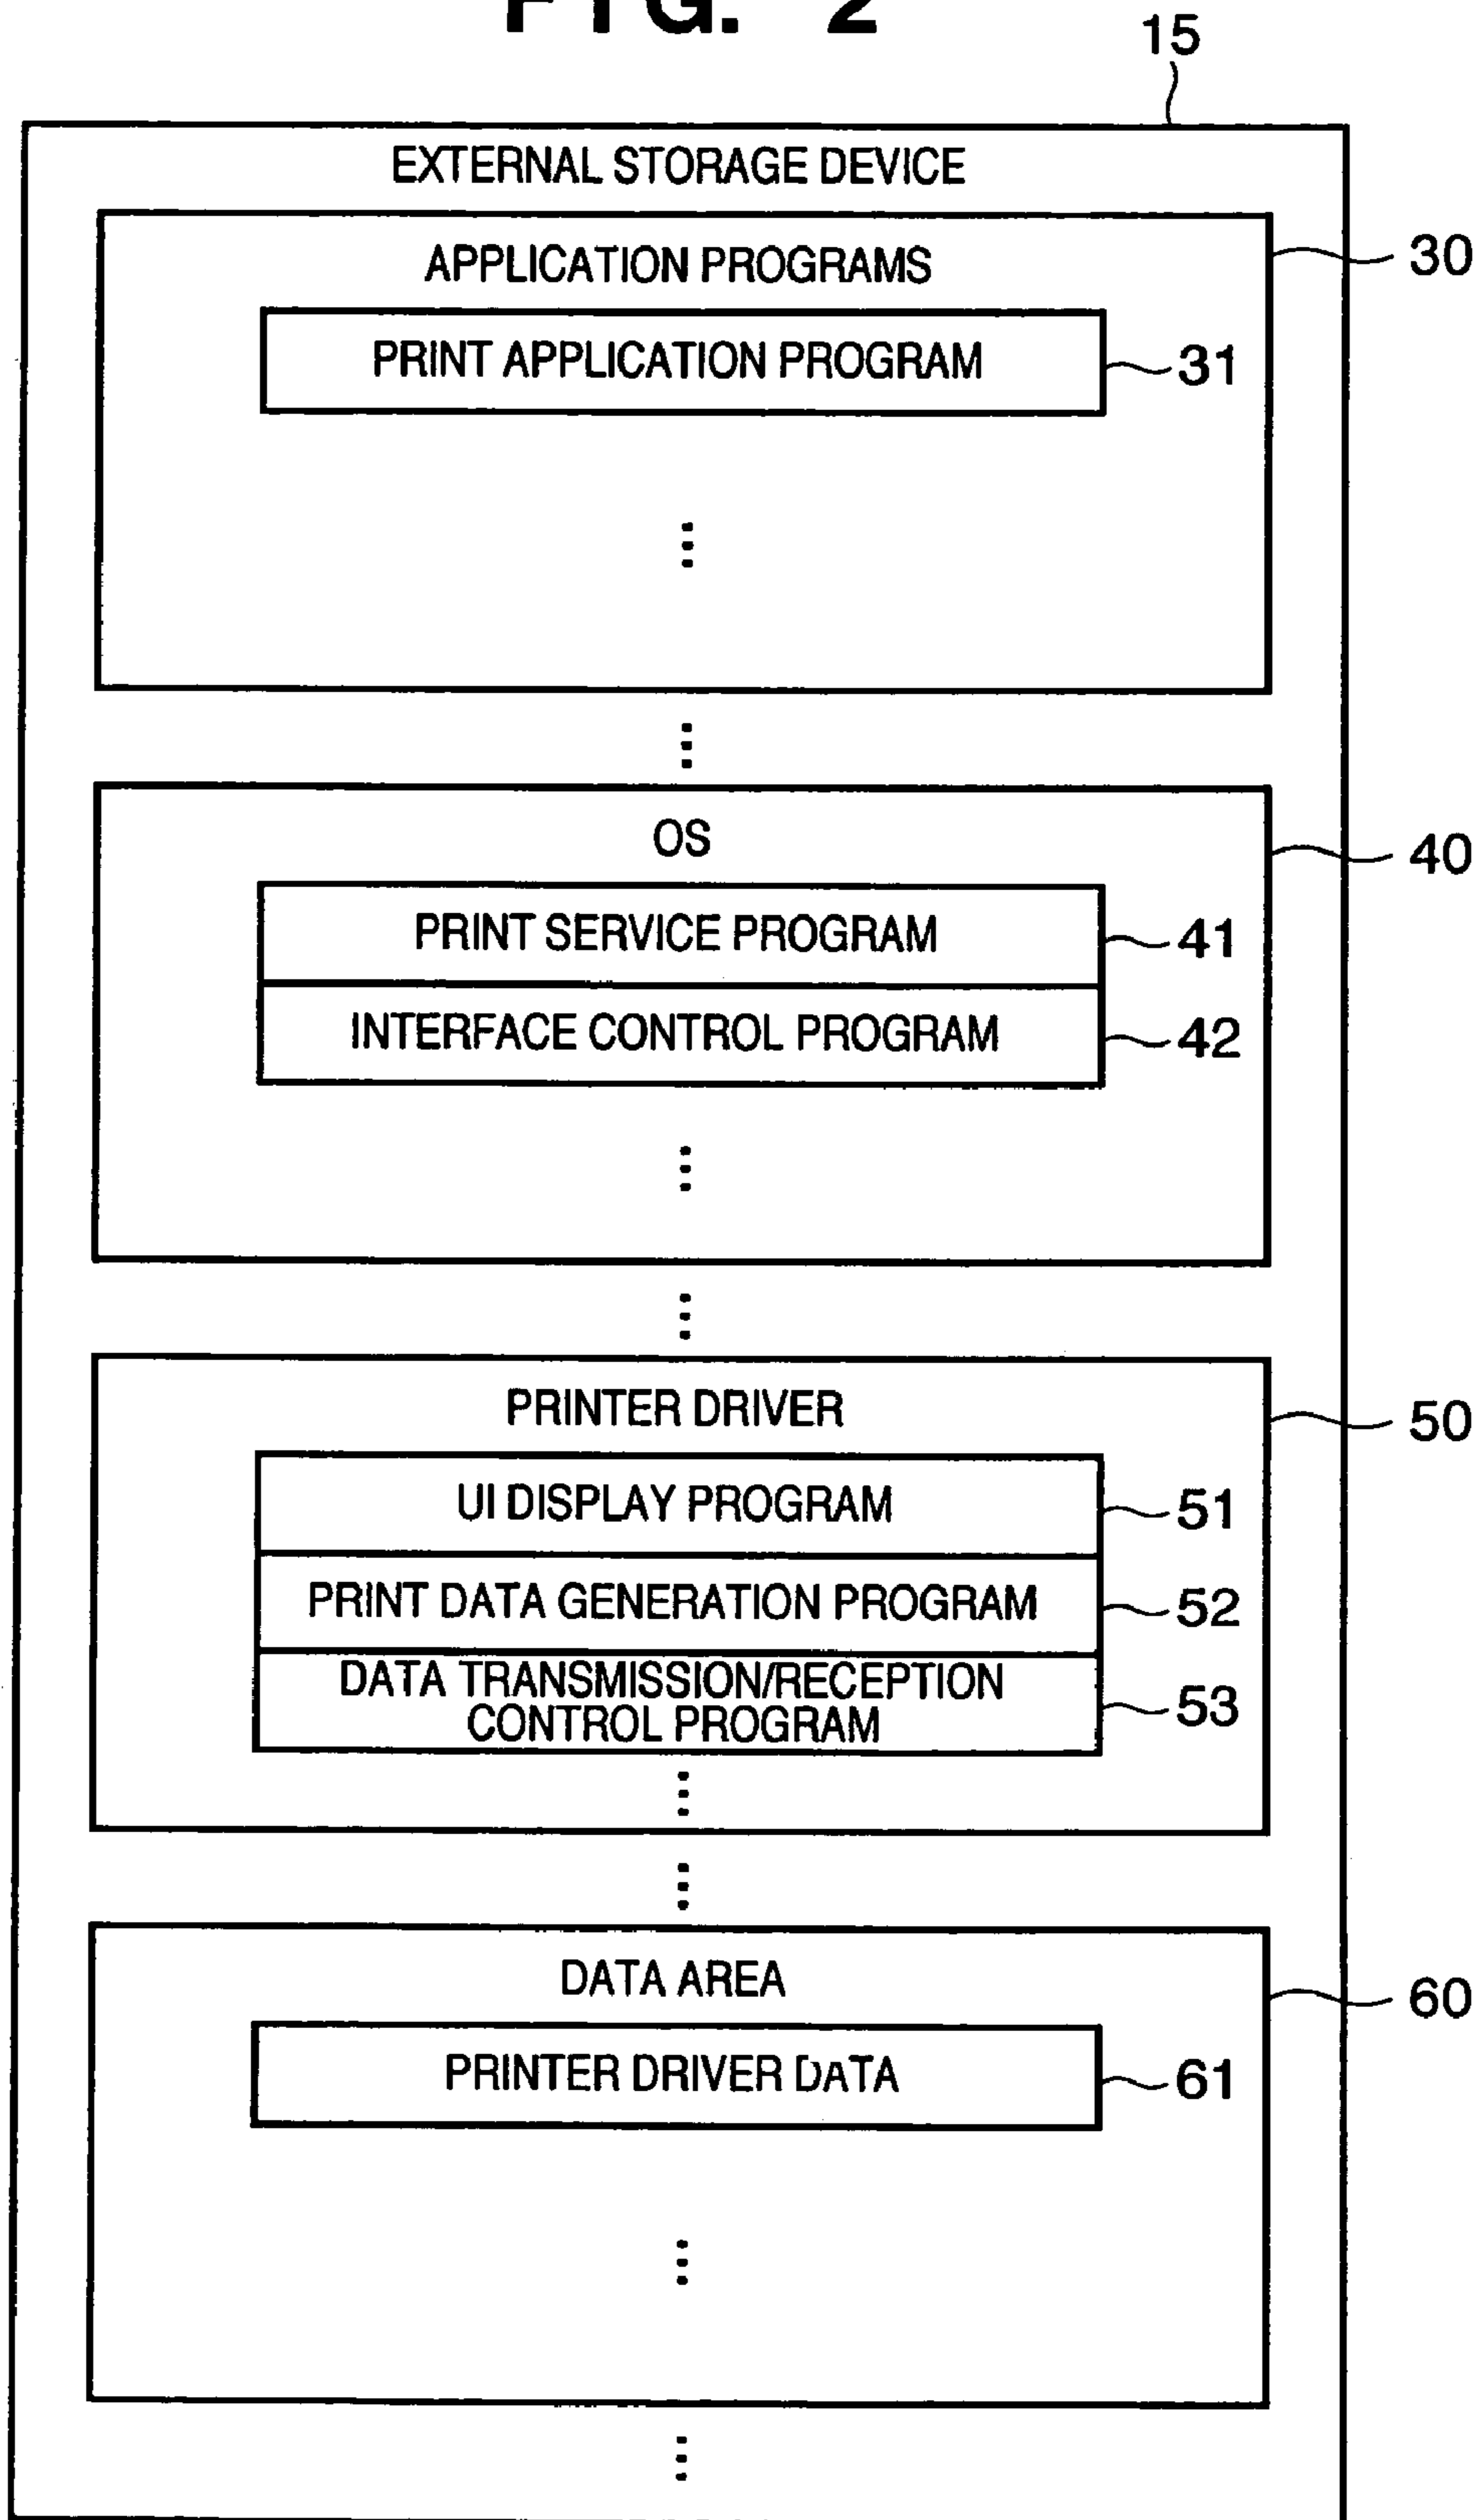 FIG. 2
15
EXTERNAL STORAGE DEVICE
APPLICATION PROGRAMS
30
PRINT APPLICATION PROGRAM
31
OS
40
PRINT SERVICE PROGRAM
41
INTERFACE CONTROL PROGRAM
42
PRINTER DRIVER
50
UI DISPLAY PROGRAM
51
PRINT DATA GENERATION PROGRAM
52
DATA TRANSMISSION/RECEPTION
CONTROL PROGRAM
53
DATA AREA
60
PRINTER DRIVER DATA
61